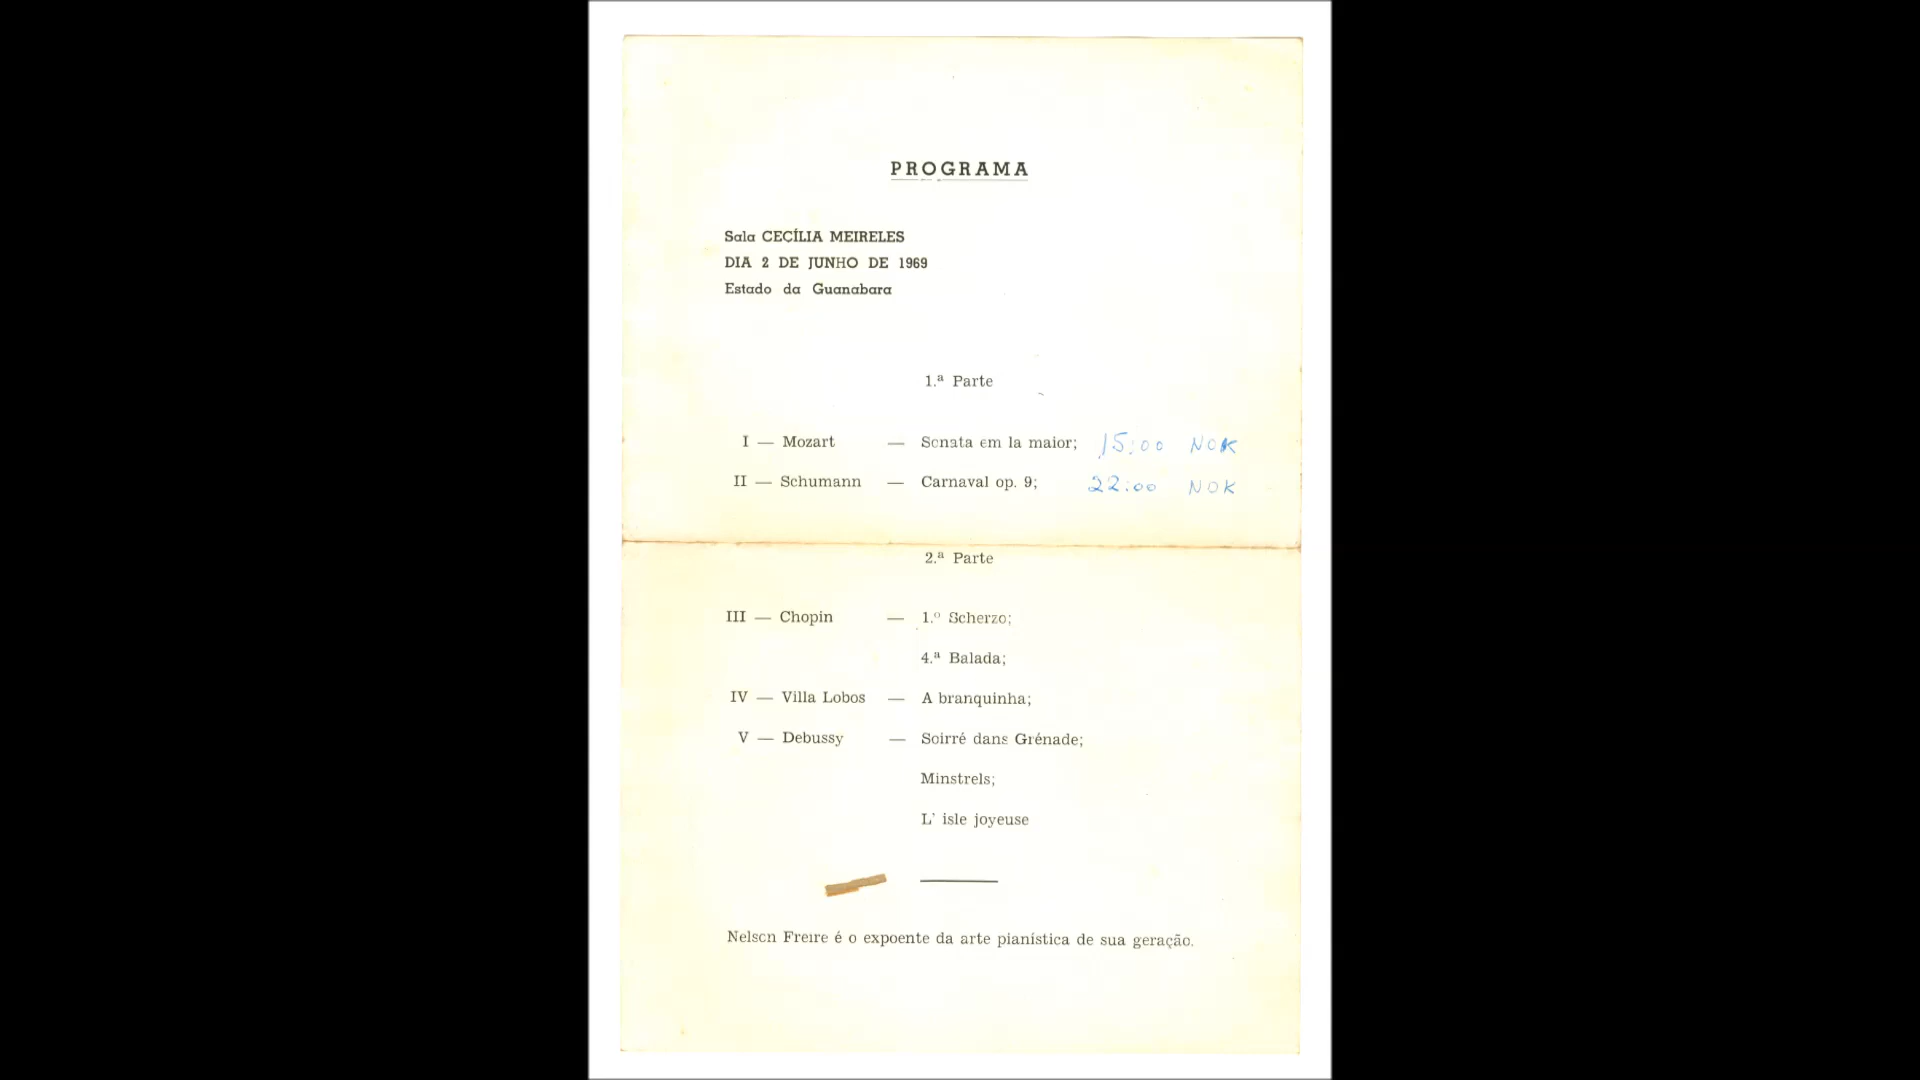 PROGRAMA
Sala CECÍLIA MEIRELES
DIA 2 DE JUNHO DE 1969
Estado da Guanabara
1.ª Parte
I — Mozart — Sonata em la maior; 15:00 NOK
II — Schumann — Carnaval op. 9; 22:00 NOK
2.ª Parte
III — Chopin — 1.º Scherzo;
4.ª Balada;
IV — Villa Lobos — A branquinha;
V — Debussy — Soirré dans Grénade;
Minstrels;
L' isle joyeuse
Nelson Freire é o expoente da arte pianística de sua geração.